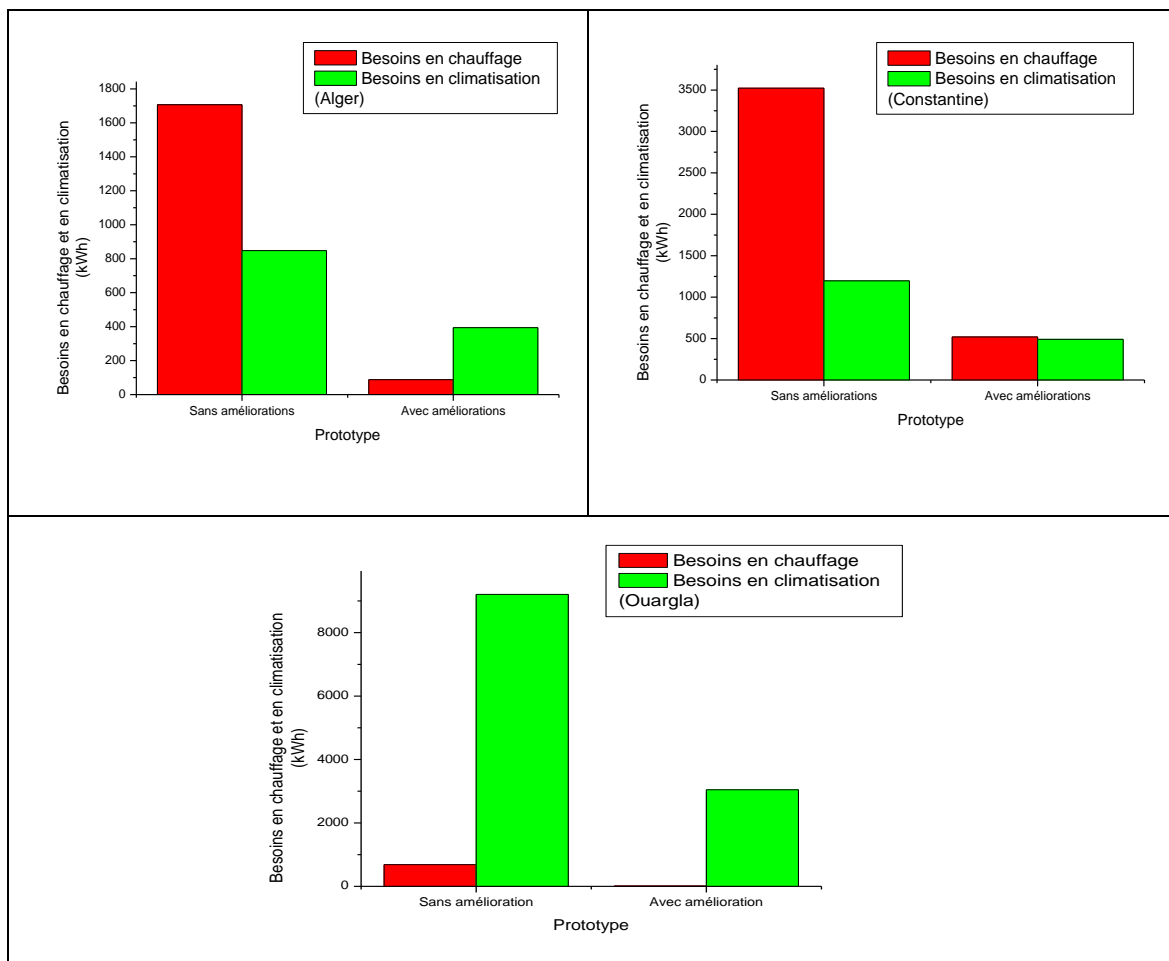 Besoins en chauffage
Besoins en climatisation
(Alger)
Besoins en chauffage et en climatisation
(kWh)
1800
1600
1400
1200
1000
800
600
400
200
0
Sans améliorations
Avec améliorations
Prototype
Besoins en chauffage
Besoins en climatisation
(Constantine)
Besoins en chauffage et en climatisation
(kWh)
3500
3000
2500
2000
1500
1000
500
0
Sans améliorations
Avec améliorations
Prototype
Besoins en chauffage
Besoins en climatisation
(Ouargla)
Besoins en chauffage et en climatisation
(kWh)
8000
6000
4000
2000
0
Sans amélioration
Avec amélioration
Prototype